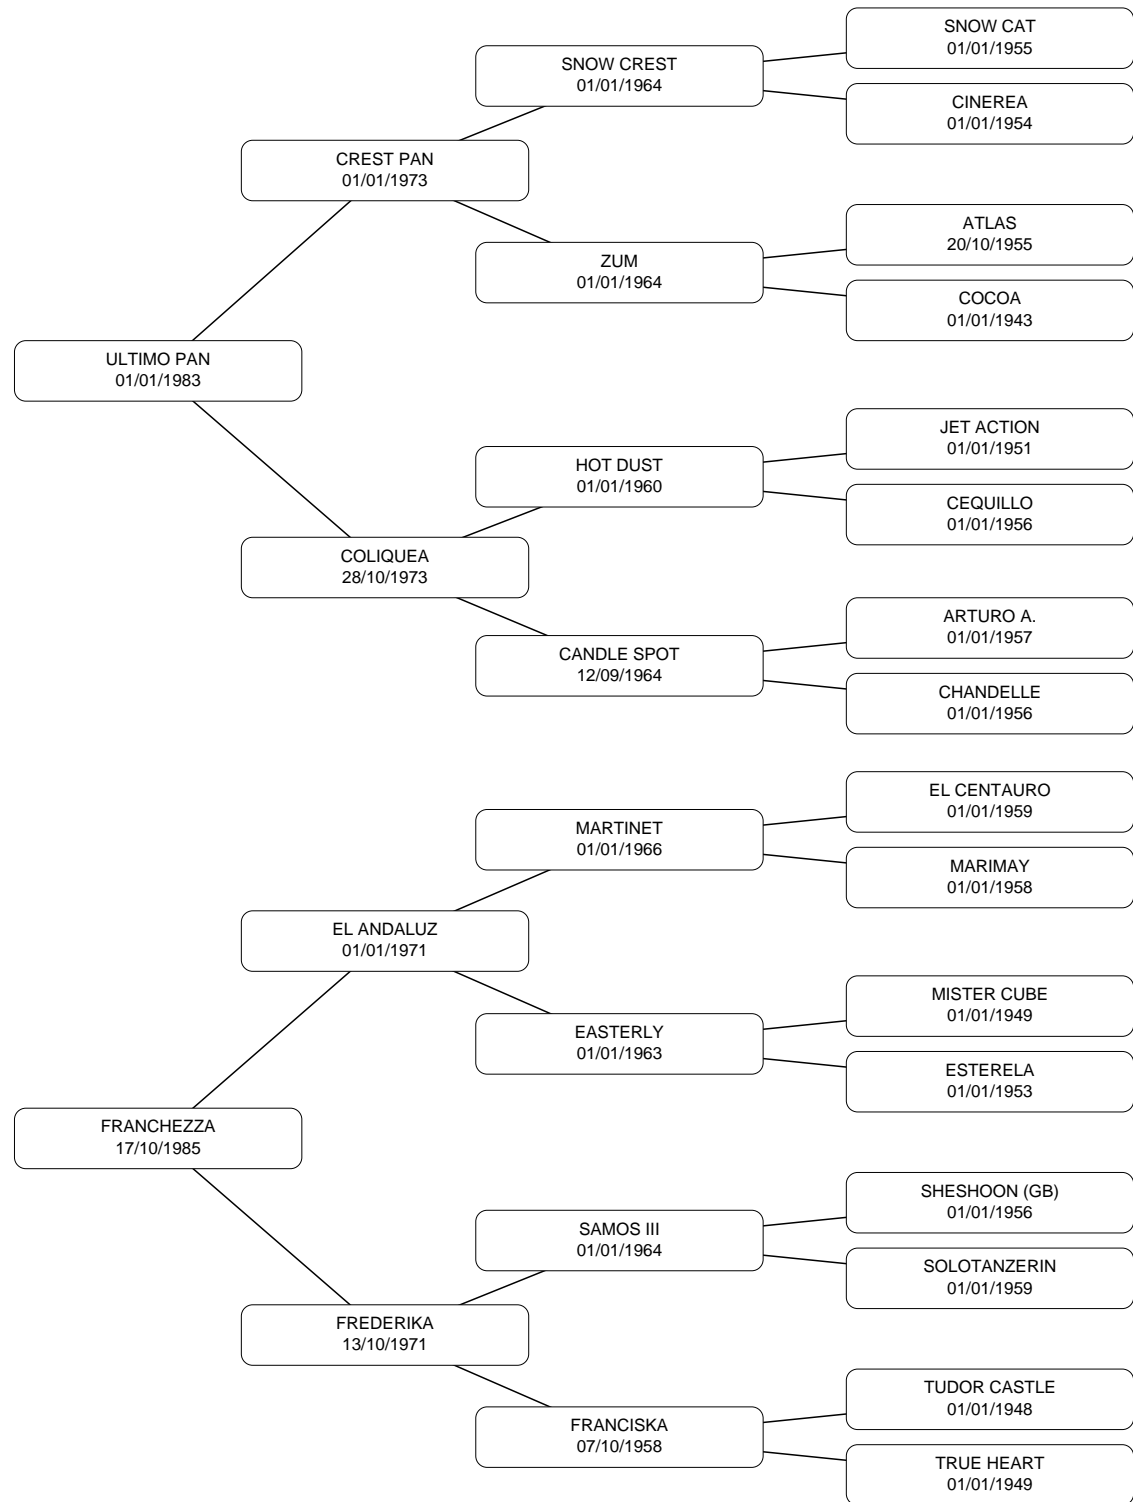 SNOW CAT
01/01/1955
SNOW CREST
01/01/1964
CINEREA
01/01/1954
CREST PAN
01/01/1973
ATLAS
20/10/1955
ZUM
01/01/1964
COCOA
01/01/1943
ULTIMO PAN
01/01/1983
JET ACTION
01/01/1951
HOT DUST
01/01/1960
CEQUILLO
01/01/1956
COLIQUEA
28/10/1973
ARTURO A.
01/01/1957
CANDLE SPOT
12/09/1964
CHANDELLE
01/01/1956
EL CENTAURO
01/01/1959
MARTINET
01/01/1966
MARIMAY
01/01/1958
EL ANDALUZ
01/01/1971
MISTER CUBE
01/01/1949
EASTERLY
01/01/1963
ESTERELA
01/01/1953
FRANCHEZZA
17/10/1985
SHESHOON (GB)
01/01/1956
SAMOS III
01/01/1964
SOLOTANZERIN
01/01/1959
FREDERIKA
13/10/1971
TUDOR CASTLE
01/01/1948
FRANCISKA
07/10/1958
TRUE HEART
01/01/1949